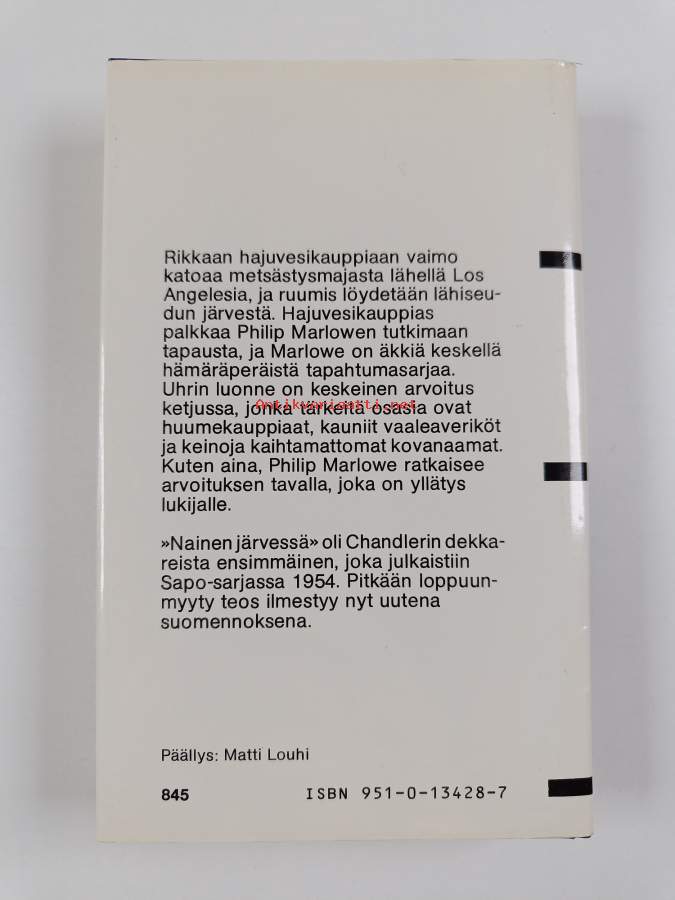 Rikkaan hajuvesikauppiaan vaimo
katoaa metsästysmajasta lähellä Los
Angelesia, ja ruumis löydetään lähiseu-
dun järvestä. Hajuvesikauppias
palkkaa Philip Marlowen tutkimaan
tapausta, ja Marlowe on äkkiä keskellä
hämäräperäistä tapahtumasarjaa.
Uhrin luonne on keskeinen arvoitus
Antikvariaatti.net
ketjussa, jonka tärkeitä osasia ovat
huumekauppiaat, kauniit vaaleaveriköt
ja keinoja kaihtamattomat kovanaamat.
Kuten aina, Philip Marlowe ratkaisee
arvoituksen tavalla, joka on yllätys
lukijalle.
»Nainen järvessä» oli Chandlerin dekka-
reista ensimmäinen, joka julkaistiin
Sapo-sarjassa 1954. Pitkään loppuun-
myyty teos ilmestyy nyt uutena
suomennoksena.
Päällys: Matti Louhi
845 ISBN 951-0-13428-7